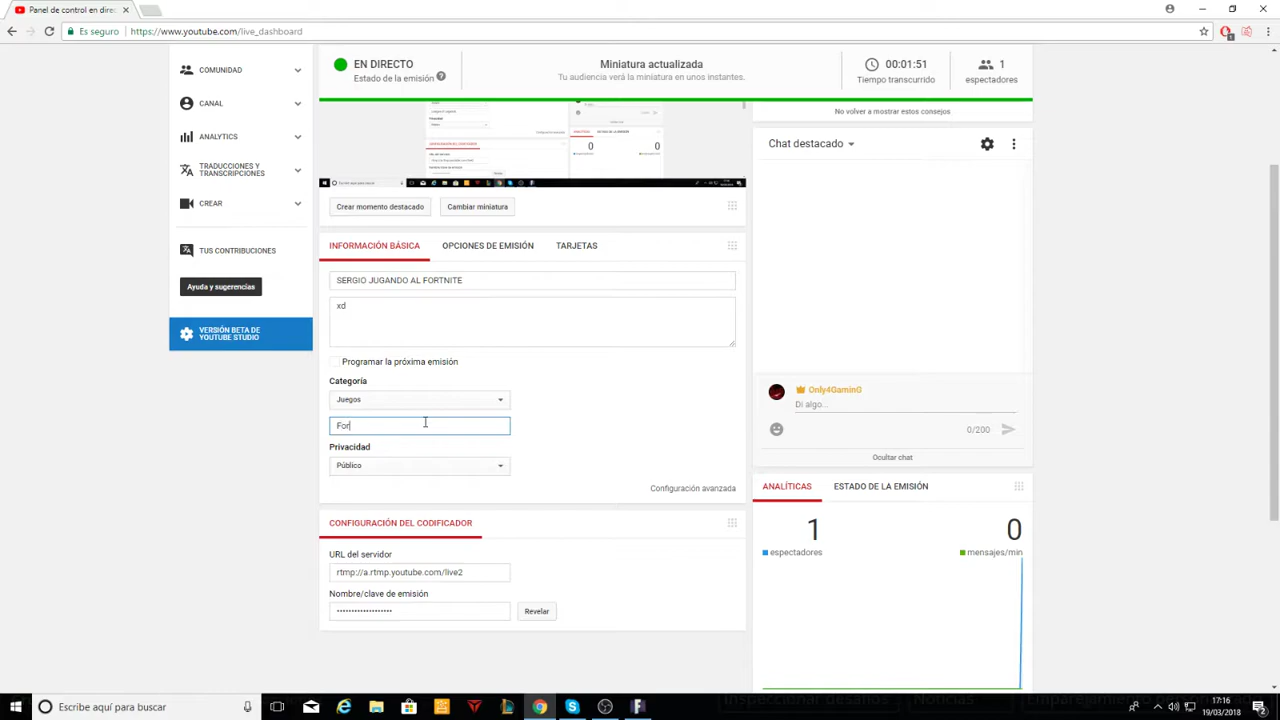 Panel de control en direc
Es seguro
https://www.youtube.com/live_dashboard
COMUNIDAD
CANAL
ANALYTICS
TRADUCCIONES Y
TRANSCRIPCIONES
CREAR
TUS CONTRIBUCIONES
Ayuda y sugerencias
VERSIÓN BETA DE
YOUTUBE STUDIO
EN DIRECTO
Estado de la emisión
Miniatura actualizada
Tu audiencia verá la miniatura en unos instantes.
00:01:51
Tiempo transcurrido
1
espectadores
0
0
Crear momento destacado
Cambiar miniatura
INFORMACIÓN BÁSICA
OPCIONES DE EMISIÓN
TARJETAS
SERGIO JUGANDO AL FORTNITE
xd
Programar la próxima emisión
Categoría
Juegos
For
Privacidad
Público
Configuración avanzada
CONFIGURACIÓN DEL CODIFICADOR
URL del servidor
rtmp://a.rtmp.youtube.com/live2
Nombre/clave de emisión
••••••••••••••••••
Revelar
No volver a mostrar estos consejos
Chat destacado
Only4GaminG
Di algo...
0/200
Ocultar chat
ANALÍTICAS
ESTADO DE LA EMISIÓN
1
espectadores
0
mensajes/min
Escribe aquí para buscar
17:16
19/03/2018